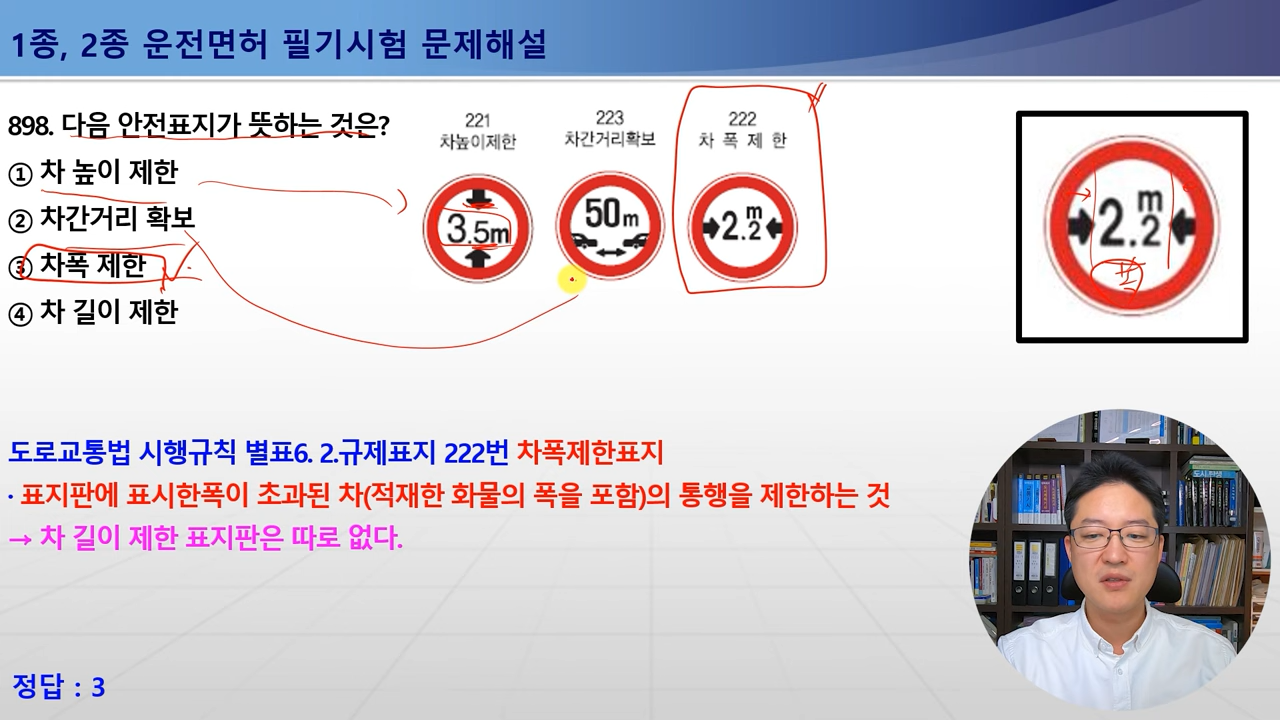 1종, 2종 운전면허 필기시험 문제해설
898. 다음 안전표지가 뜻하는 것은?
① 차 높이 제한
② 차간거리 확보
③ 차폭 제한
④ 차 길이 제한
221
차높이제한
3.5m
223
차간거리확보
50m
222
차 폭 제 한
2.2m
2.2m
폭
도로교통법 시행규칙 별표6. 2.규제표지 222번 차폭제한표지
· 표지판에 표시한폭이 초과된 차(적재한 화물의 폭을 포함)의 통행을 제한하는 것
→ 차 길이 제한 표지판은 따로 없다.
정답 : 3